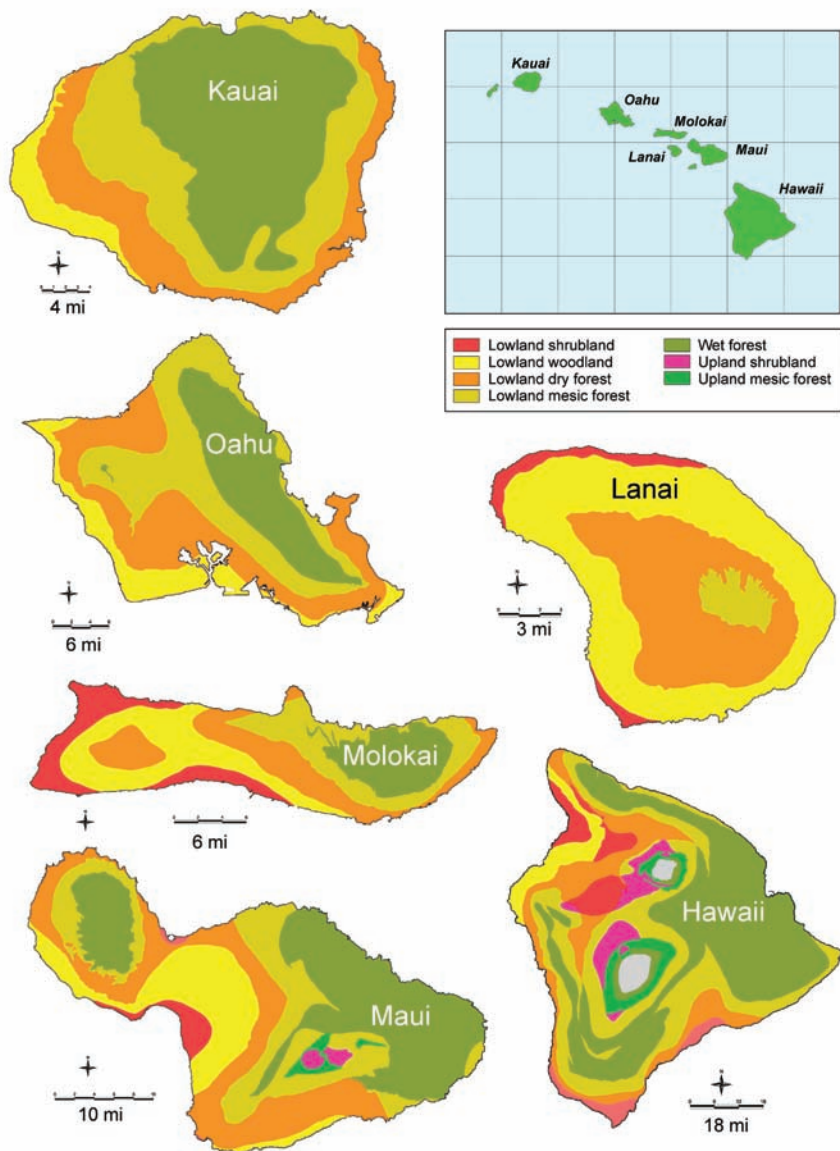 Kauai
N
4 mi
Kauai
Oahu
Molokai
Lanai
Maui
Hawaii
Lowland shrubland
Lowland woodland
Lowland dry forest
Lowland mesic forest
Wet forest
Upland shrubland
Upland mesic forest
Oahu
N
6 mi
Lanai
N
3 mi
Molokai
N
6 mi
Maui
N
10 mi
Hawaii
N
18 mi